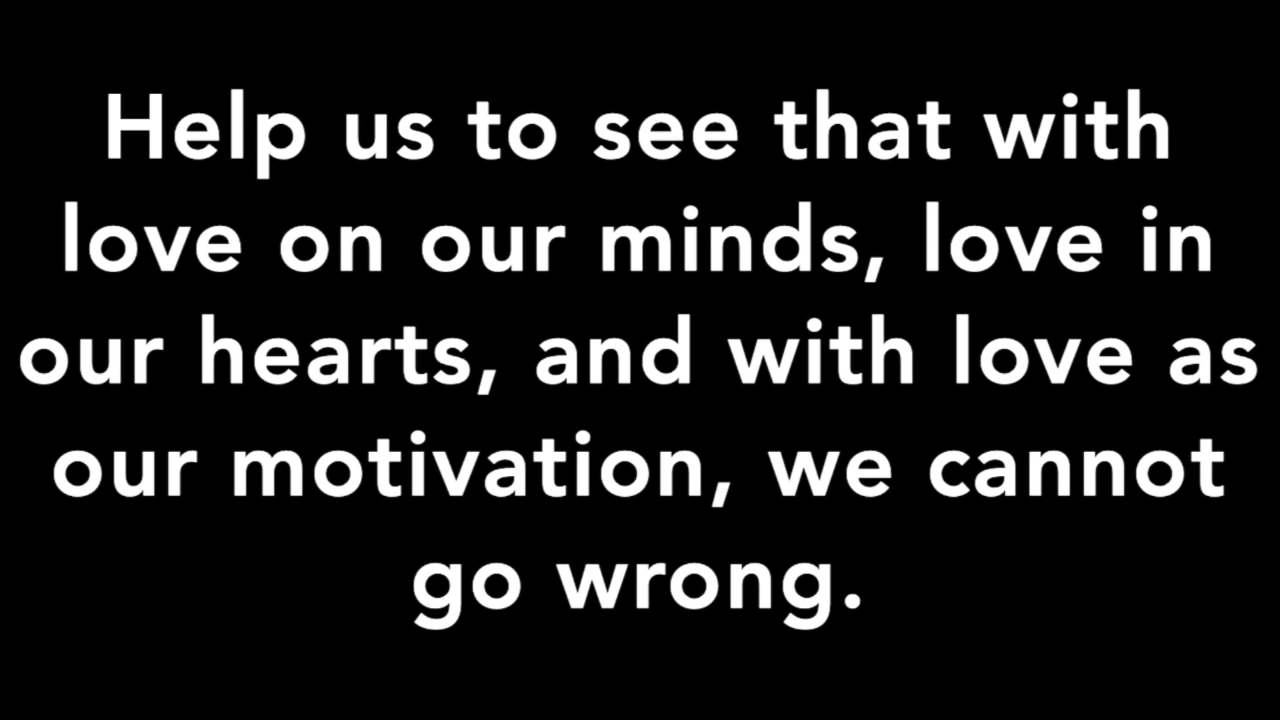 Help us to see that with
love on our minds, love in
our hearts, and with love as
our motivation, we cannot
go wrong.